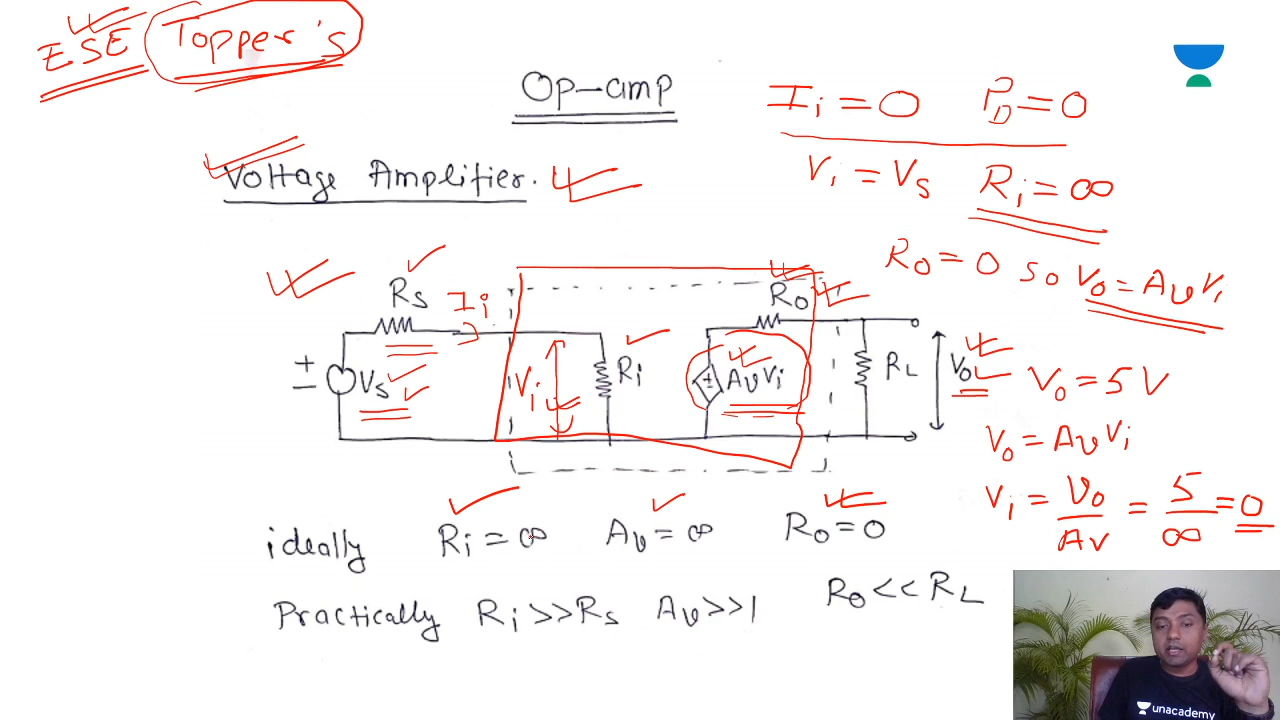 ESE Topper's
Op-amp
Ii = 0 PD = 0
Voltage Amplifier.
Vi = Vs Ri = ∞
Ro = 0 so Vo = AvVi
Rs
Ii
Ro
+
−
Vs
Vi
Ri
±
AvVi
RL
Vo
Vo = 5V
Vo = AvVi
Vi = Vo/Av = 5/∞ = 0
ideally Ri = ∞ Av = ∞ Ro = 0
Practically Ri >> Rs Av >> 1 Ro << RL
unacademy